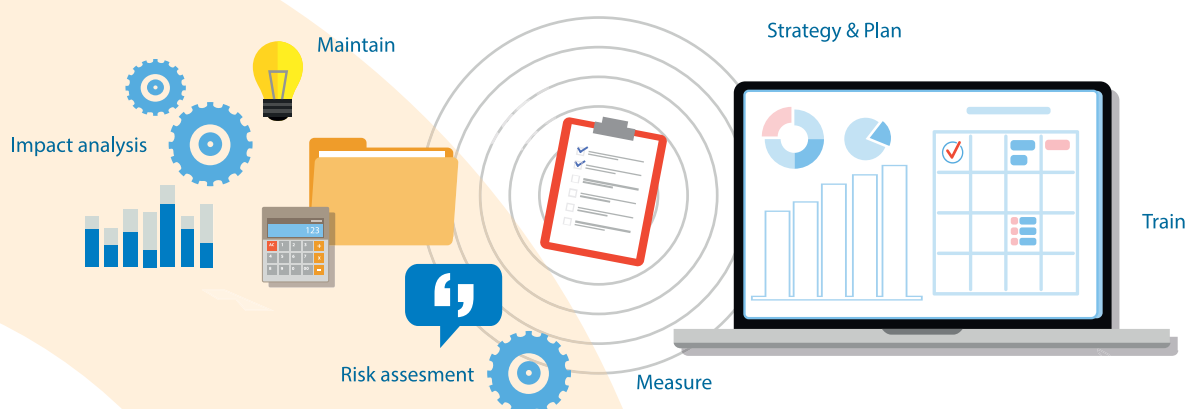 Strategy & Plan
Maintain
Impact analysis
Train
123
Risk assesment
Measure